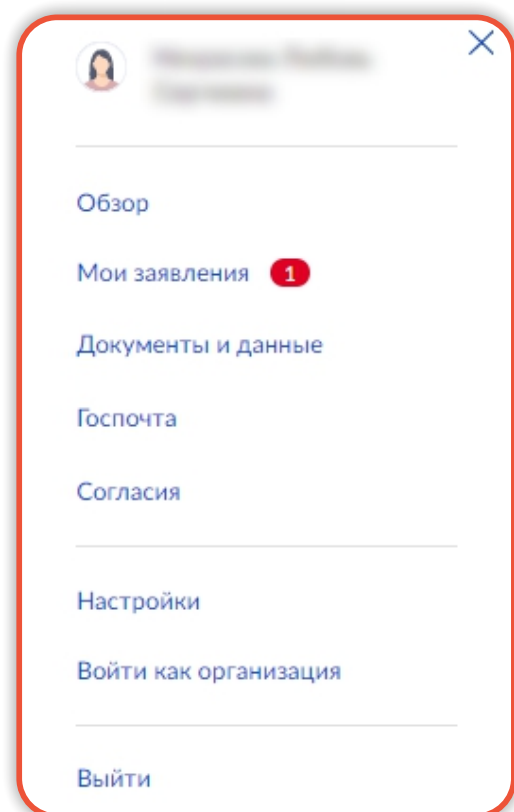 Обзор
Мои заявления 1
Документы и данные
Госпочта
Согласия
Настройки
Войти как организация
Выйти